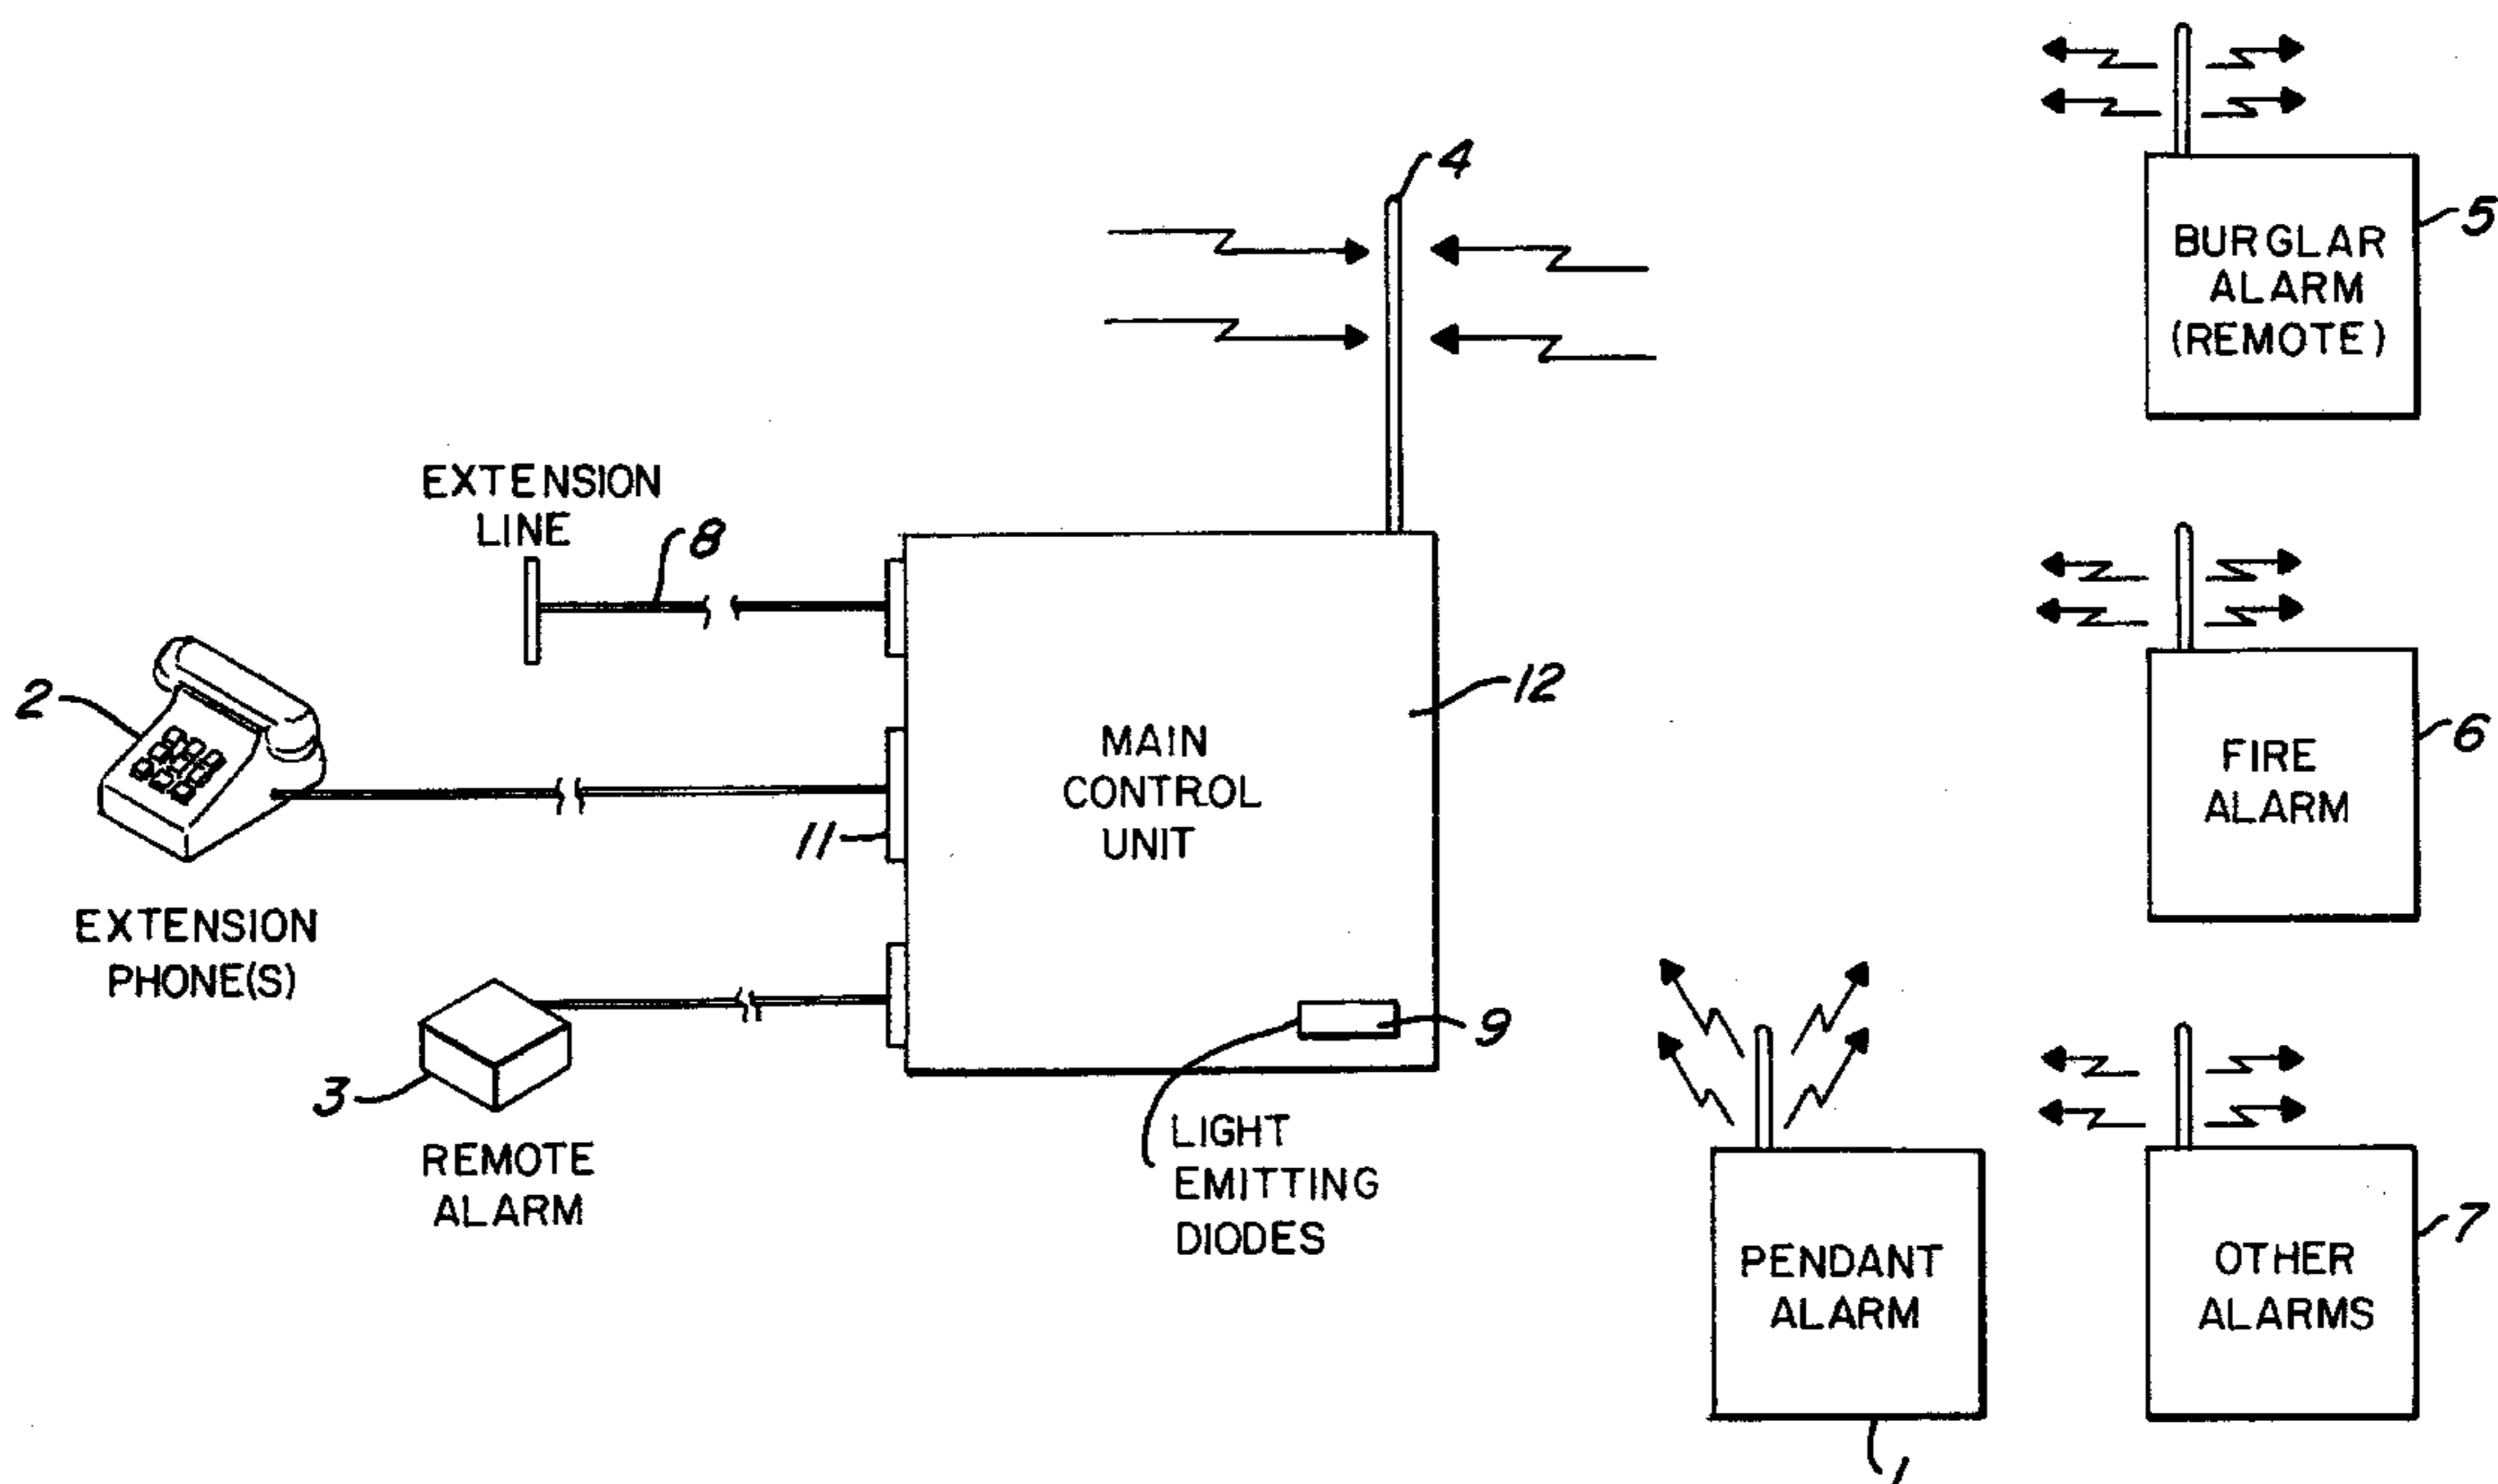 4
5
BURGLAR
ALARM
(REMOTE)
EXTENSION
LINE
8
2
12
MAIN
CONTROL
UNIT
11
6
FIRE
ALARM
EXTENSION
PHONE(S)
9
3
LIGHT
EMITTING
DIODES
REMOTE
ALARM
PENDANT
ALARM
7
OTHER
ALARMS
1